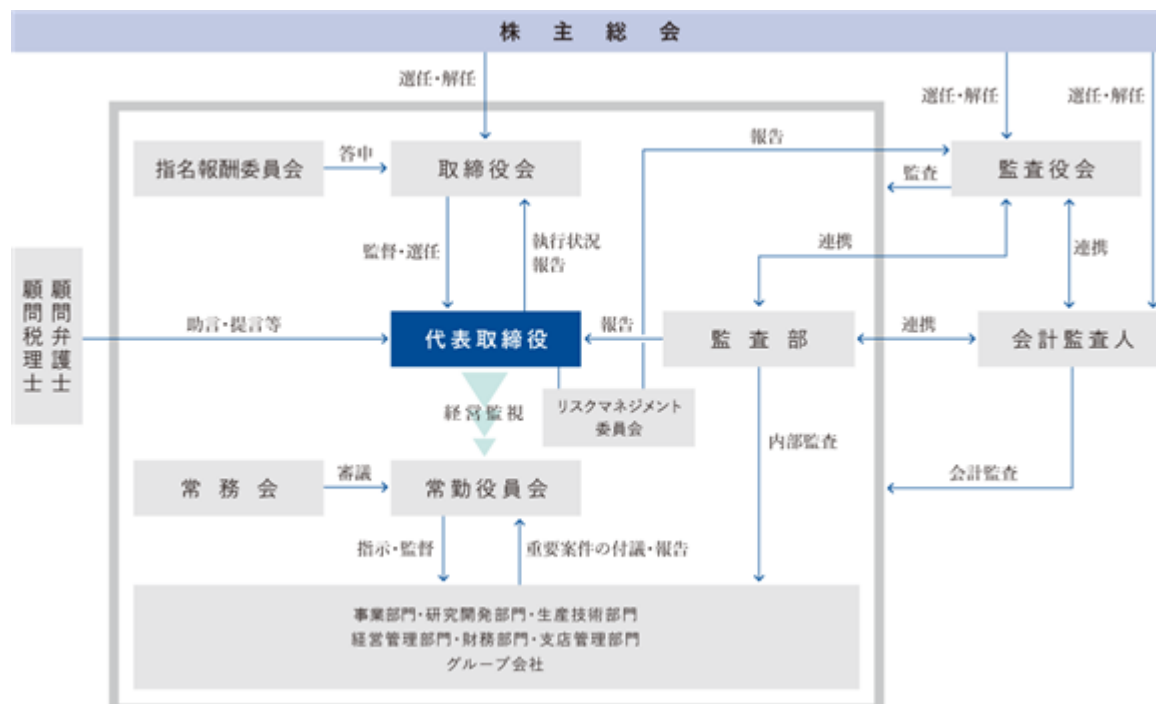 株主総会
選任・解任
選任・解任
選任・解任
報告
指名報酬委員会
答申
取締役会
監査役会
監査
監督・選任
執行状況
報告
連携
連携
顧問弁護士
顧問税理士
助言・提言等
代表取締役
報告
監査部
連携
会計監査人
経営監視
リスクマネジメント
委員会
内部監査
常務会
審議
常勤役員会
会計監査
指示・監督
重要案件の付議・報告
事業部門・研究開発部門・生産技術部門
経営管理部門・財務部門・支店管理部門
グループ会社